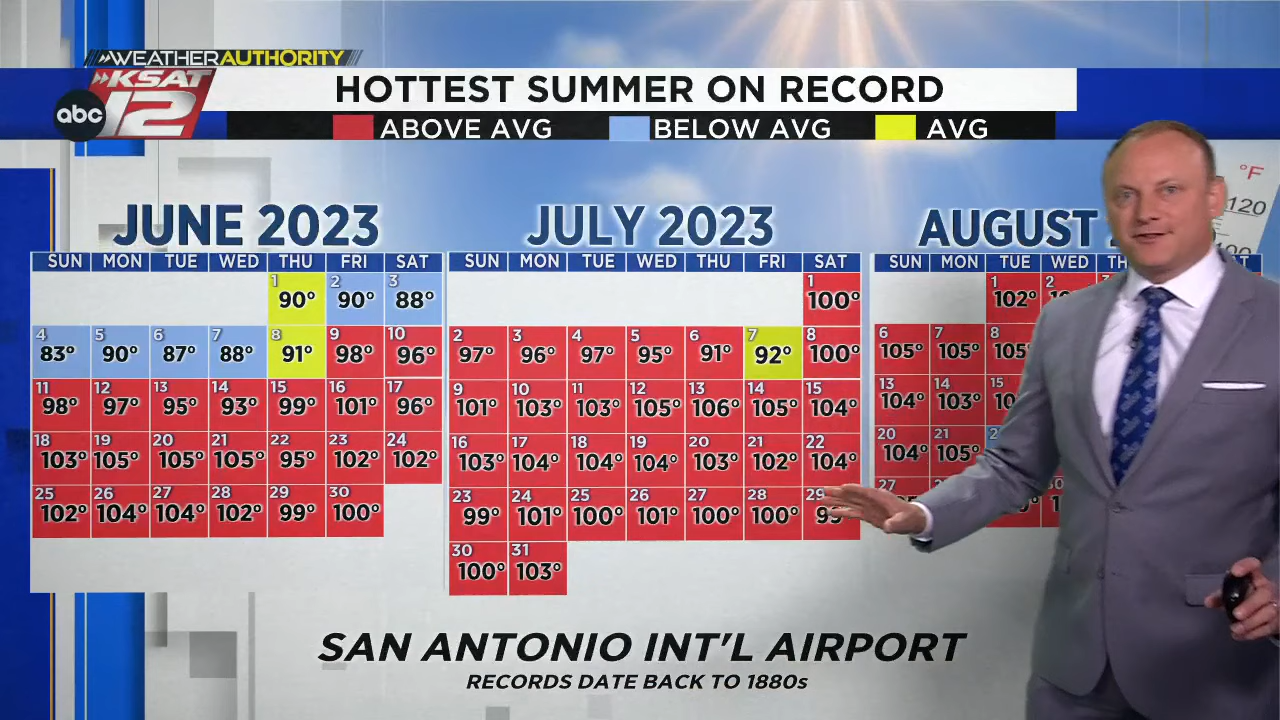 WEATHERAUTHORITY
KSAT
abc 12
HOTTEST SUMMER ON RECORD
ABOVE AVG BELOW AVG AVG
°F
120
100
JUNE 2023
SUN MON TUE WED THU FRI SAT
1 2 3
90° 90° 88°
4 5 6 7 8 9 10
83° 90° 87° 88° 91° 98° 96°
11 12 13 14 15 16 17
98° 97° 95° 93° 99° 101° 96°
18 19 20 21 22 23 24
103° 105° 105° 105° 95° 102° 102°
25 26 27 28 29 30
102° 104° 104° 102° 99° 100°
JULY 2023
SUN MON TUE WED THU FRI SAT
1
100°
2 3 4 5 6 7 8
97° 96° 97° 95° 91° 92° 100°
9 10 11 12 13 14 15
101° 103° 103° 105° 106° 105° 104°
16 17 18 19 20 21 22
103° 104° 104° 104° 103° 102° 104°
23 24 25 26 27 28 29
99° 101° 100° 101° 100° 100°
30 31
100° 103°
AUGUST
SUN MON TUE WED
1 2
102°
6 7 8
105° 105° 105°
13 14 15
104° 103°
20 21
104° 105°
27
SAN ANTONIO INT'L AIRPORT
RECORDS DATE BACK TO 1880s